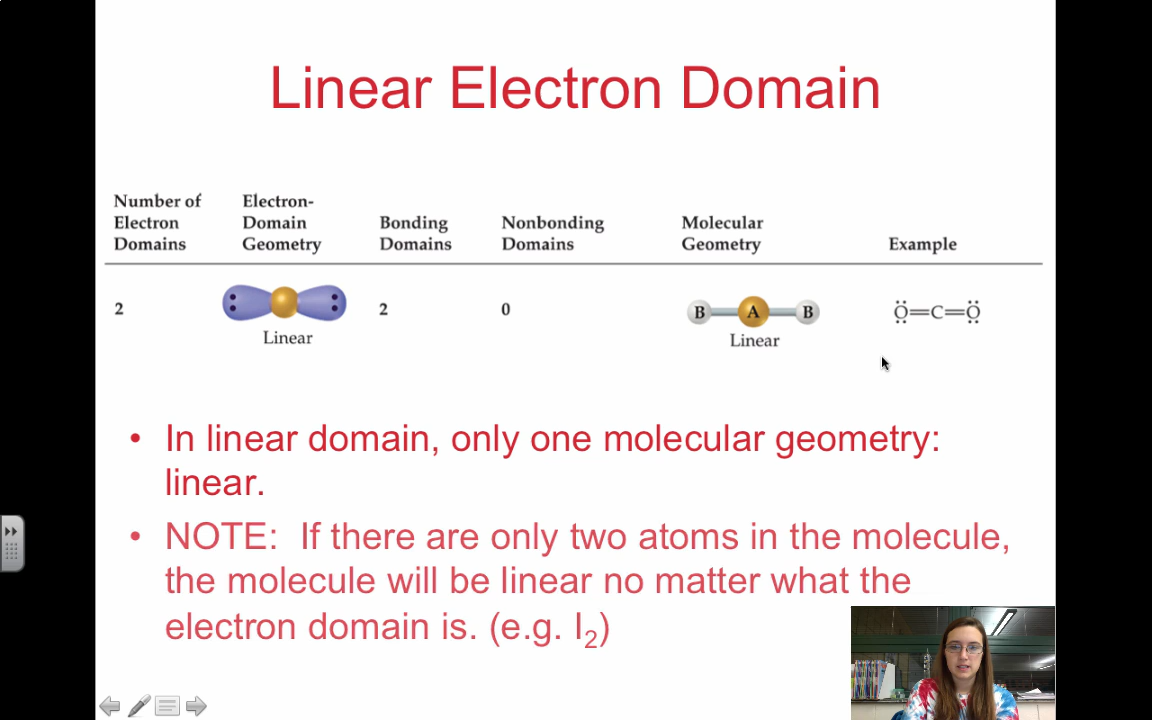 Linear Electron Domain
Number of Electron Domains
Electron-Domain Geometry
Bonding Domains
Nonbonding Domains
Molecular Geometry
Example
2
Linear
2
0
B A B
Linear
Ö=C=Ö
• In linear domain, only one molecular geometry:
linear.
• NOTE: If there are only two atoms in the molecule,
the molecule will be linear no matter what the
electron domain is. (e.g. I₂)